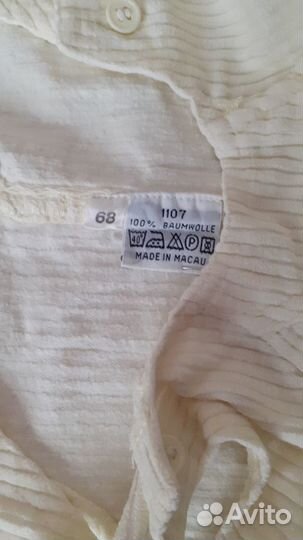 68
1107
100% BAUMWOLLE
40° P
MADE IN MACAU
Avito